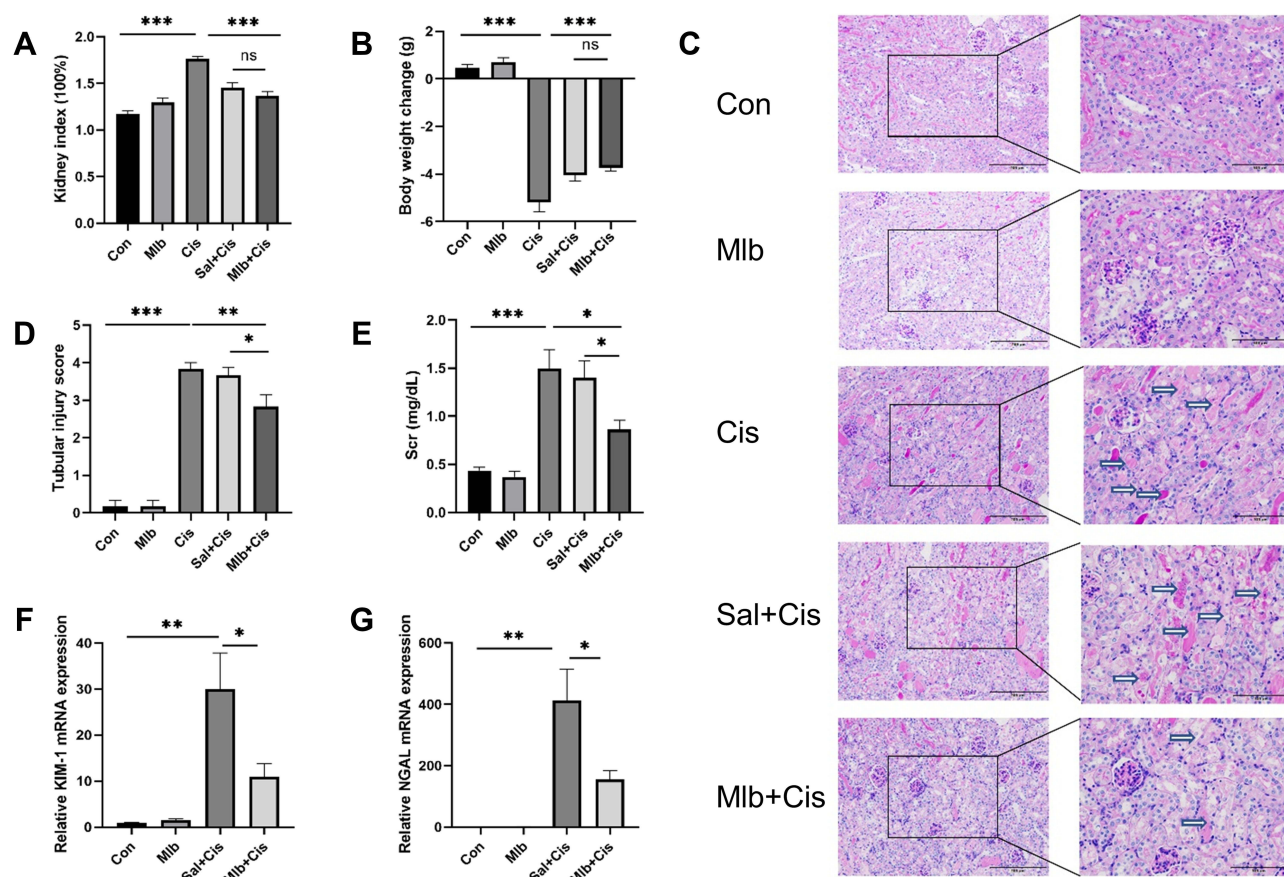 A
***
***
ns
Kidney index (100%)
2.0
1.5
1.0
0.5
0.0
Con
Mlb
Cis
Sal+Cis
Mlb+Cis
B
***
***
ns
Body weight change (g)
2
0
-2
-4
-6
Con
Mlb
Cis
Sal+Cis
Mlb+Cis
C
Con
Mlb
Cis
Sal+Cis
Mlb+Cis
D
***
**
*
Tubular injury score
5
4
3
2
1
0
Con
Mlb
Cis
Sal+Cis
Mlb+Cis
E
***
*
*
Scr (mg/dL)
2.0
1.5
1.0
0.5
0.0
Con
Mlb
Cis
Sal+Cis
Mlb+Cis
F
**
*
Relative KIM-1 mRNA expression
40
30
20
10
0
Con
Mlb
Sal+Cis
Mlb+Cis
G
**
*
Relative NGAL mRNA expression
600
400
200
0
Con
Mlb
Sal+Cis
Mlb+Cis